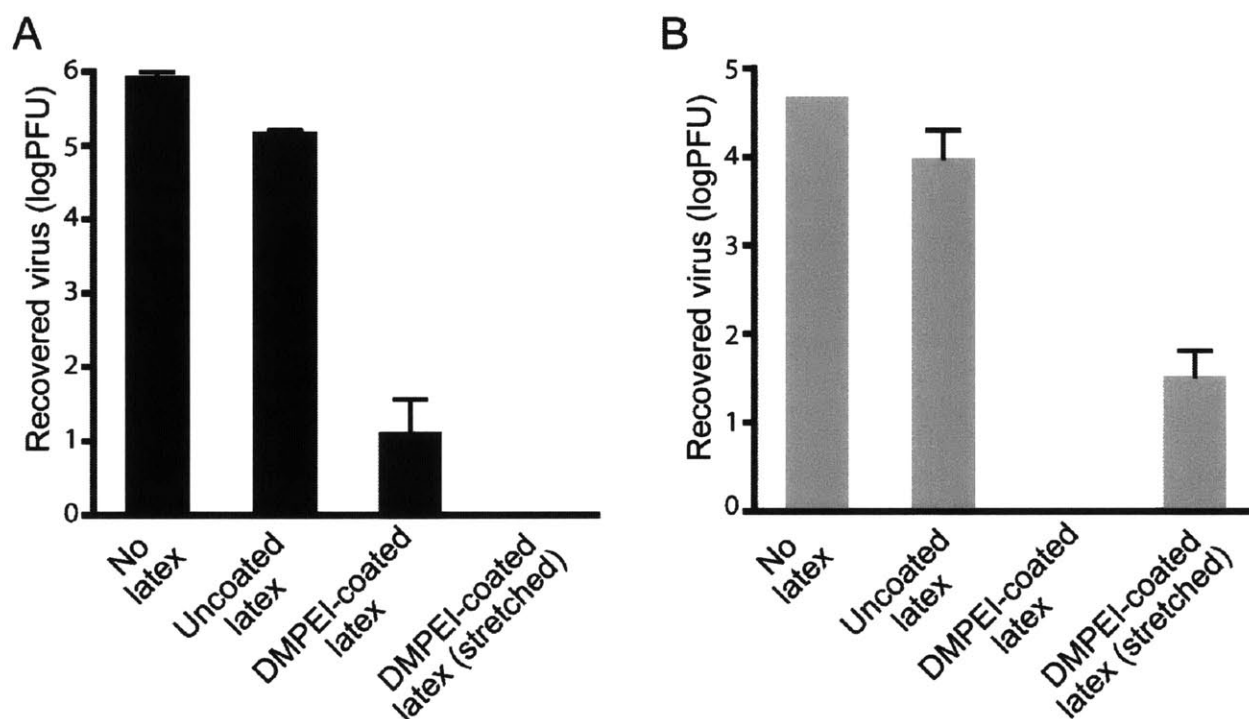 A
Recovered virus (logPFU)
6
5
4
3
2
1
0
No
latex
Uncoated
latex
DMPEI-coated
latex
DMPEI-coated
latex (stretched)
B
Recovered virus (logPFU)
5
4
3
2
1
0
No
latex
Uncoated
latex
DMPEI-coated
latex
DMPEI-coated
latex (stretched)